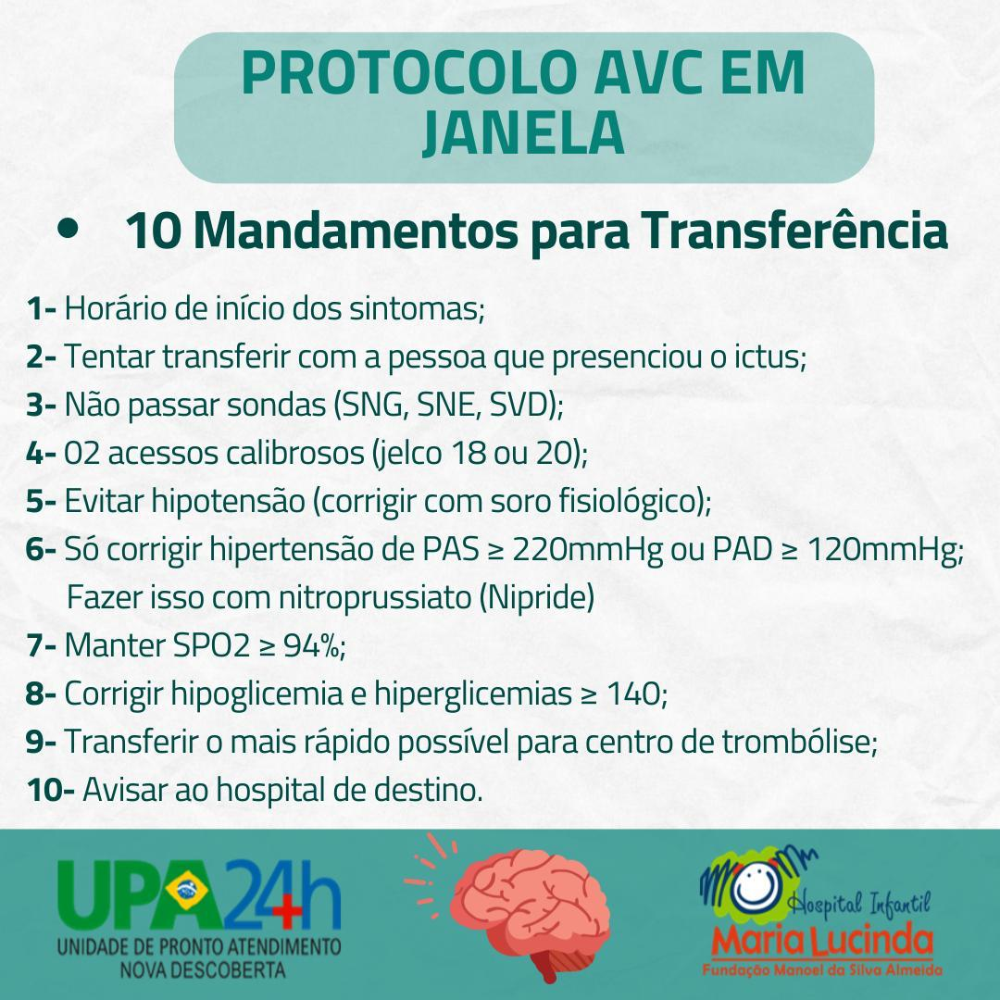 PROTOCOLO AVC EM
JANELA
• 10 Mandamentos para Transferência
1- Horário de início dos sintomas;
2- Tentar transferir com a pessoa que presenciou o ictus;
3- Não passar sondas (SNG, SNE, SVD);
4- 02 acessos calibrosos (jelco 18 ou 20);
5- Evitar hipotensão (corrigir com soro fisiológico);
6- Só corrigir hipertensão de PAS ≥ 220mmHg ou PAD ≥ 120mmHg;
Fazer isso com nitroprussiato (Nipride)
7- Manter SPO2 ≥ 94%;
8- Corrigir hipoglicemia e hiperglicemias ≥ 140;
9- Transferir o mais rápido possível para centro de trombólise;
10- Avisar ao hospital de destino.
UPA24h
UNIDADE DE PRONTO ATENDIMENTO
NOVA DESCOBERTA
Hospital Infantil
Maria Lucinda
Fundação Manoel da Silva Almeida